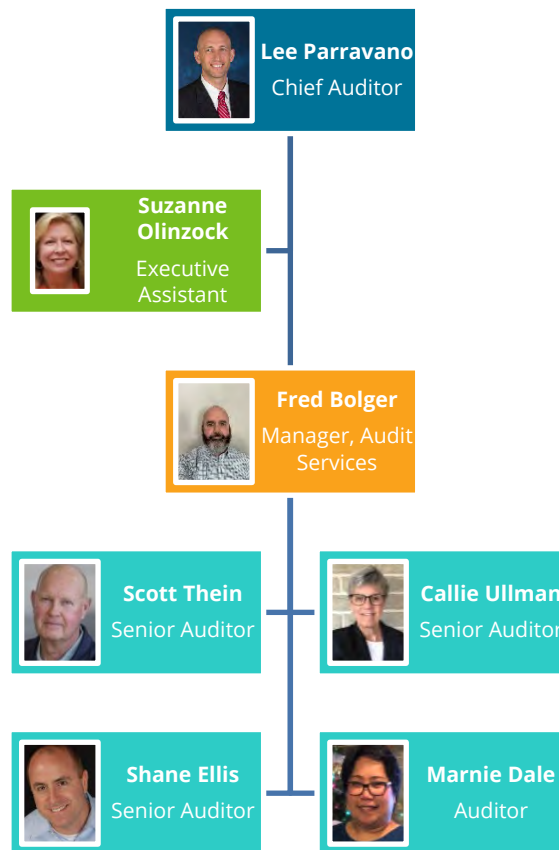 Lee Parravano
Chief Auditor
Suzanne
Olinzock
Executive
Assistant
Fred Bolger
Manager, Audit
Services
Scott Thein
Senior Auditor
Callie Ullman
Senior Auditor
Shane Ellis
Senior Auditor
Marnie Dale
Auditor